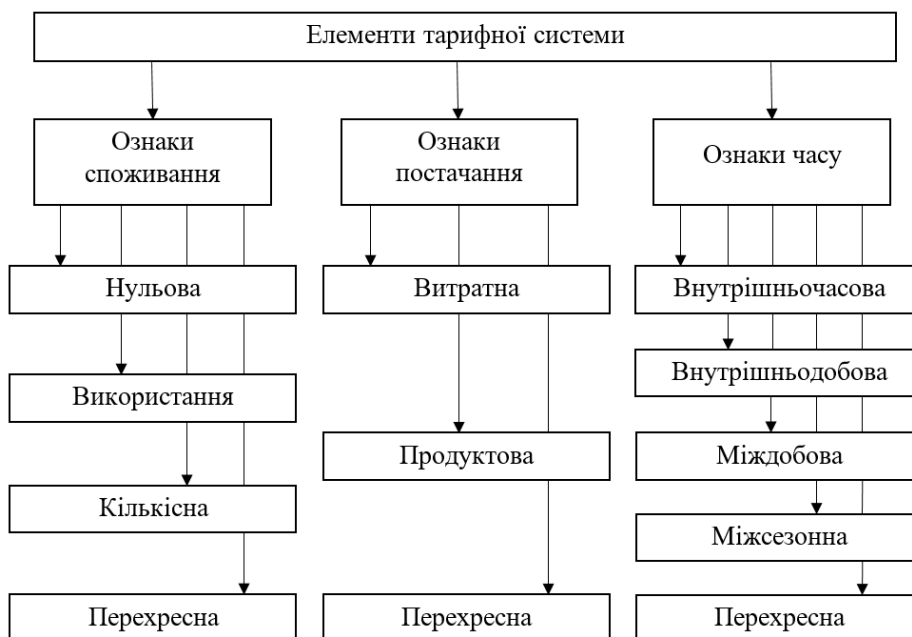 Елементи тарифної системи
Ознаки
споживання
Ознаки
постачання
Ознаки часу
Нульова
Витратна
Внутрішньочасова
Внутрішньодобова
Використання
Продуктова
Міждобова
Кількісна
Міжсезонна
Перехресна
Перехресна
Перехресна